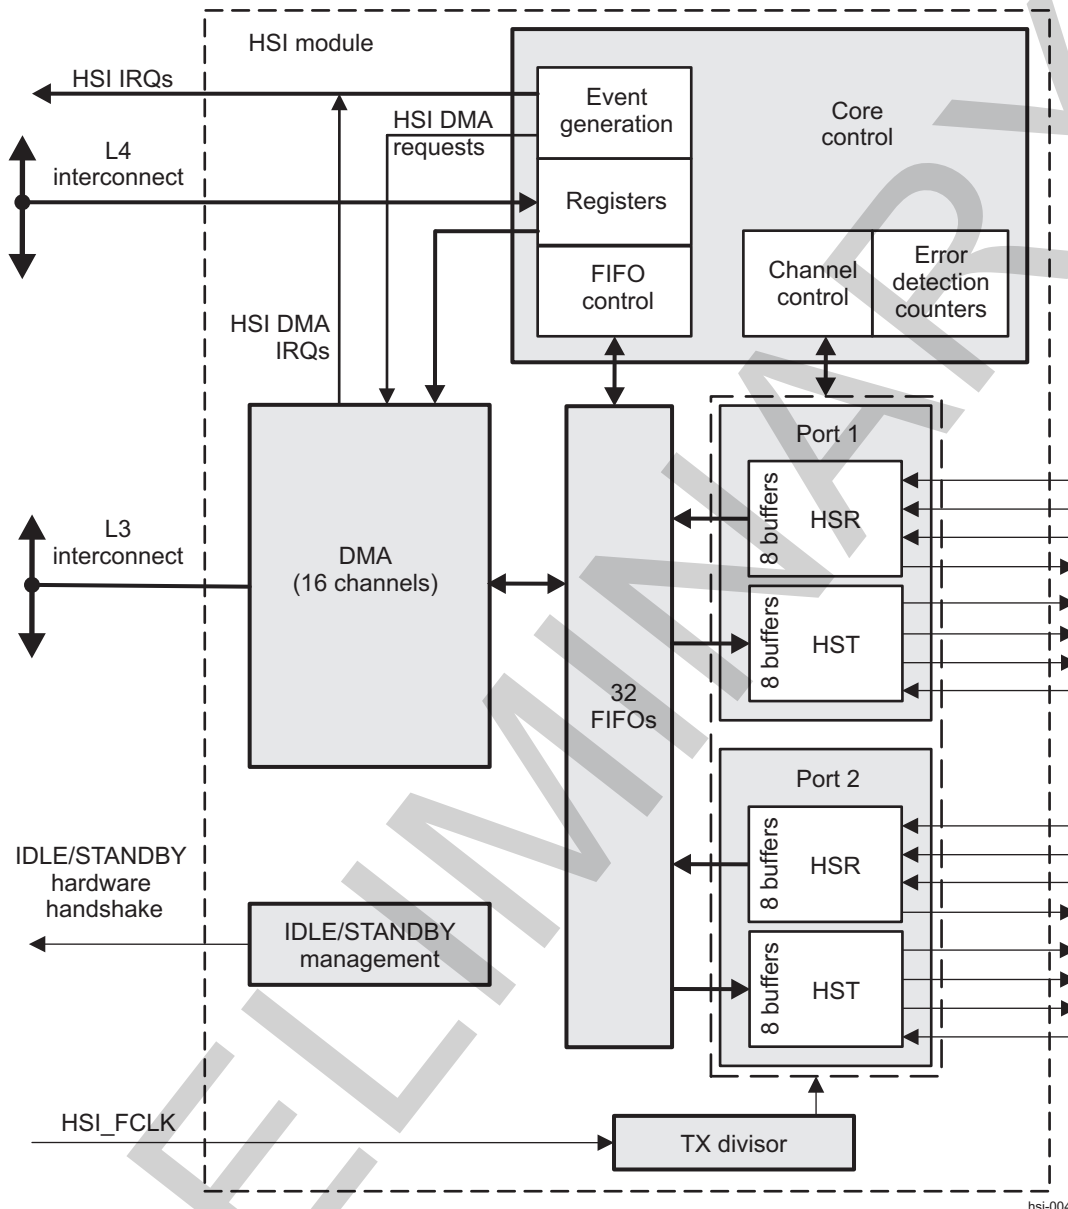 HSI module
HSI IRQs
Event
generation
Core
control
HSI DMA
requests
L4
interconnect
Registers
FIFO
control
Channel
control
Error
detection
counters
HSI DMA
IRQs
Port 1
8 buffers
HSR
L3
interconnect
DMA
(16 channels)
8 buffers
HST
32
FIFOs
Port 2
8 buffers
HSR
IDLE/STANDBY
hardware
handshake
IDLE/STANDBY
management
8 buffers
HST
HSI_FCLK
TX divisor
hsi-004
ELIMINARY